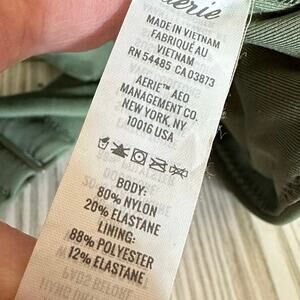 aerie
MADE IN VIETNAM
FABRIQUÉ AU
VIETNAM
RN 54485 CA 03873
AERIE™ AEO
MANAGEMENT CO.
NEW YORK, NY
10016 USA
BODY:
80% NYLON
20% ELASTANE
LINING:
88% POLYESTER
12% ELASTANE